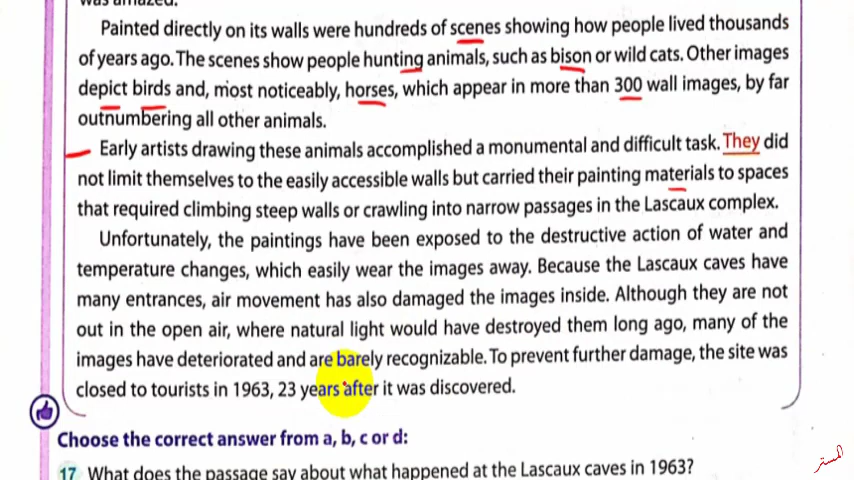 was amazed.
Painted directly on its walls were hundreds of scenes showing how people lived thousands
of years ago. The scenes show people hunting animals, such as bison or wild cats. Other images
depict birds and, most noticeably, horses, which appear in more than 300 wall images, by far
outnumbering all other animals.
Early artists drawing these animals accomplished a monumental and difficult task. They did
not limit themselves to the easily accessible walls but carried their painting materials to spaces
that required climbing steep walls or crawling into narrow passages in the Lascaux complex.
Unfortunately, the paintings have been exposed to the destructive action of water and
temperature changes, which easily wear the images away. Because the Lascaux caves have
many entrances, air movement has also damaged the images inside. Although they are not
out in the open air, where natural light would have destroyed them long ago, many of the
images have deteriorated and are barely recognizable. To prevent further damage, the site was
closed to tourists in 1963, 23 years after it was discovered.
Choose the correct answer from a, b, c or d:
17 What does the passage say about what happened at the Lascaux caves in 1963?